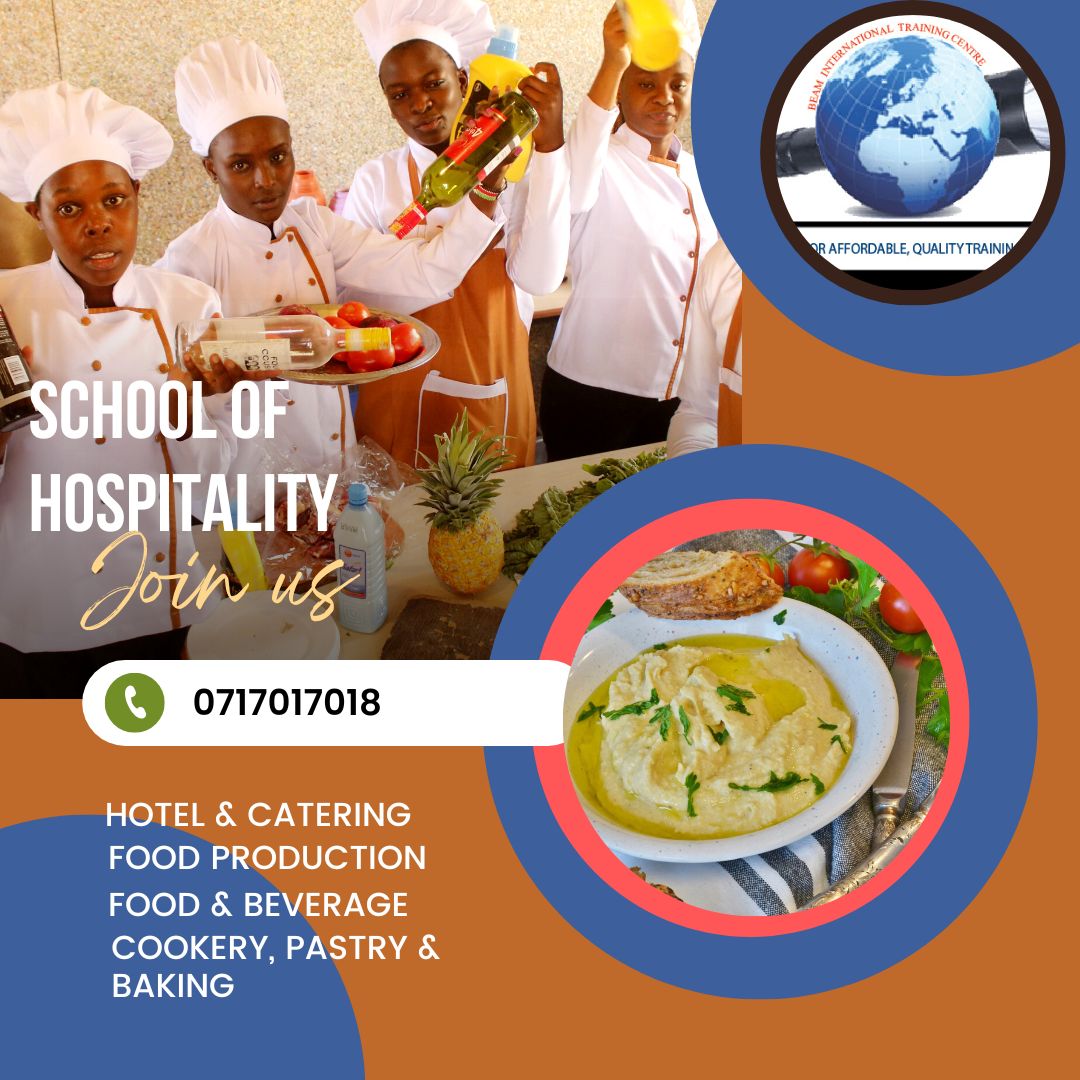 BEAM INTERNATIONAL TRAINING CENTRE
OR AFFORDABLE, QUALITY TRAININ
SCHOOL OF
HOSPITALITY
Join us
0717017018
HOTEL & CATERING
FOOD PRODUCTION
FOOD & BEVERAGE
COOKERY, PASTRY &
BAKING